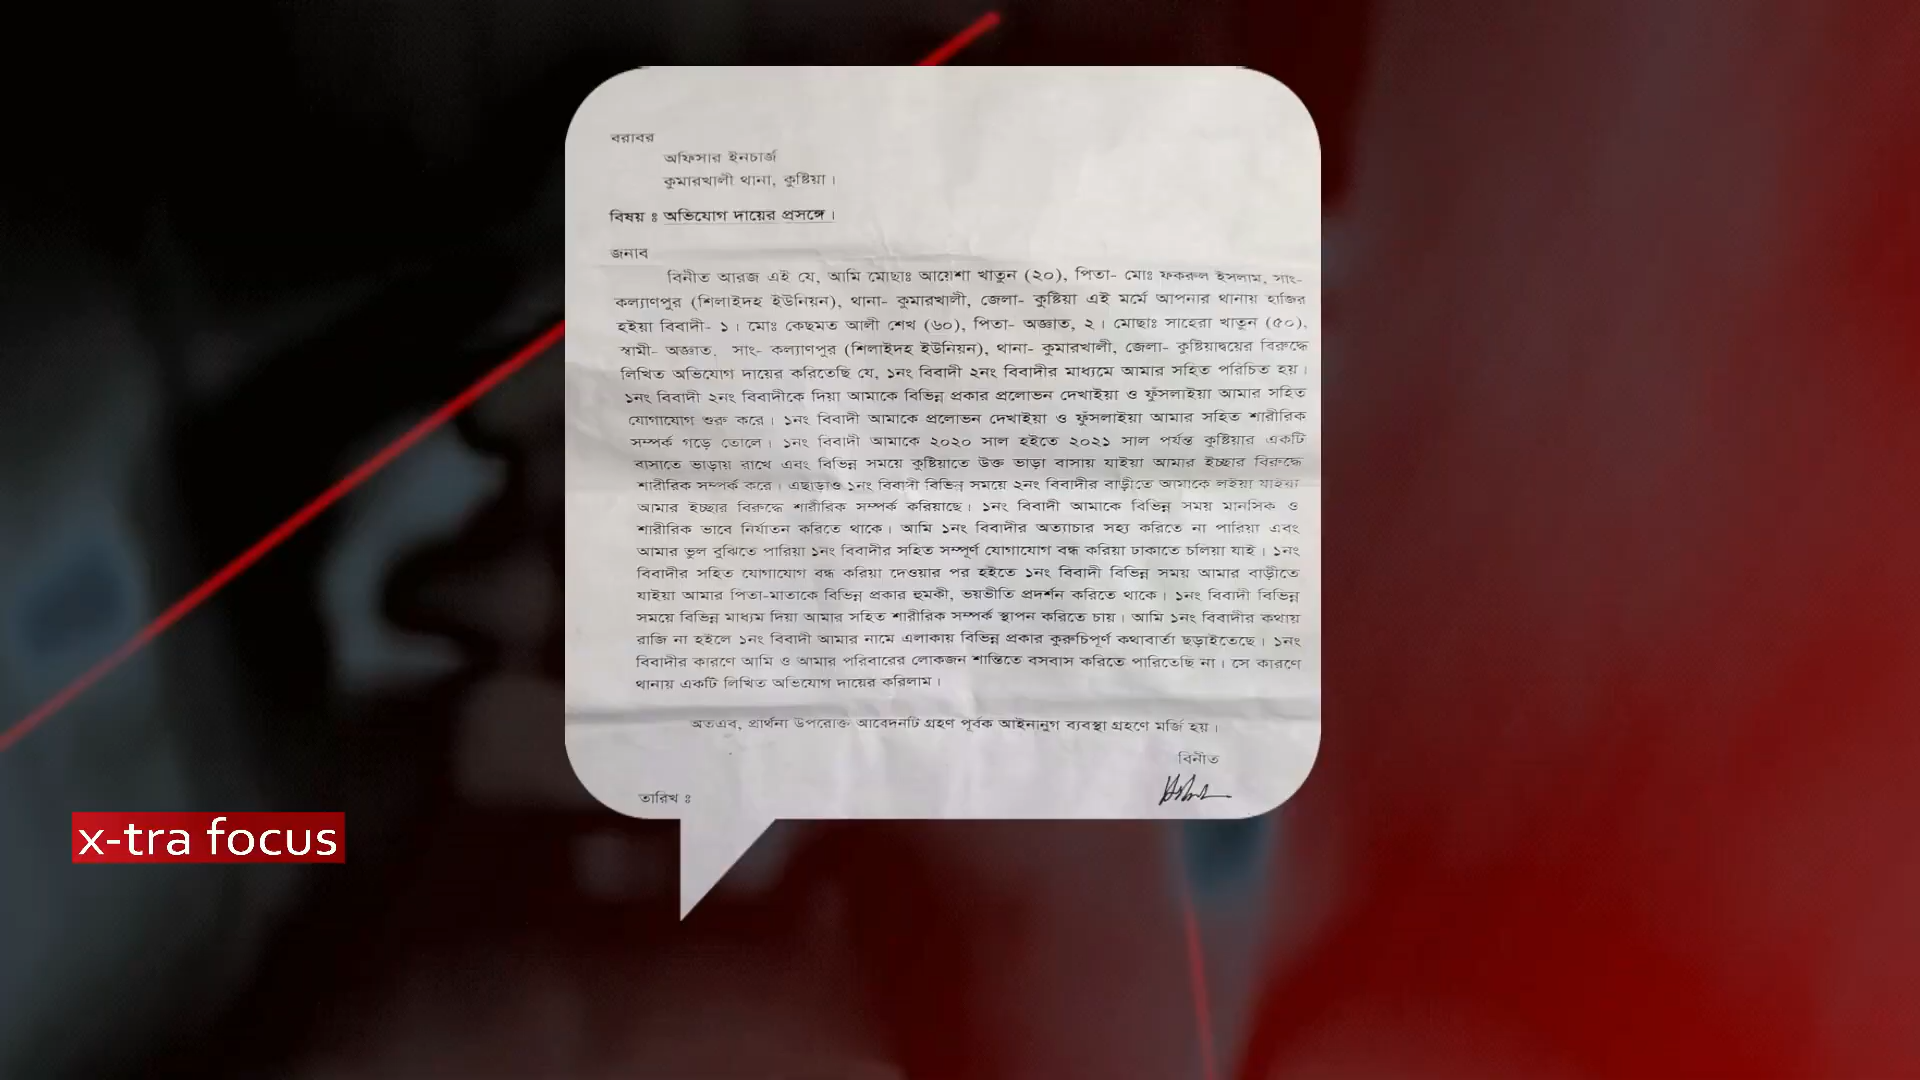 বরাবর
অফিসার ইনচার্জ
কুমারখালী থানা, কুষ্টিয়া।
বিষয় ঃ অভিযোগ দায়ের প্রসঙ্গে।
জনাব
বিনীত আরজ এই যে, আমি মোছাঃ আয়েশা খাতুন (২০), পিতা- মোঃ ফকরুল ইসলাম, সাং-
কল্যাণপুর (শিলাইদহ ইউনিয়ন), থানা- কুমারখালী, জেলা- কুষ্টিয়া এই মর্মে আপনার থানায় হাজির
হইয়া বিবাদী- ১। মোঃ কেছমত আলী শেখ (৬০), পিতা- অজ্ঞাত, ২। মোছাঃ সাহেরা খাতুন (৫০),
স্বামী- অজ্ঞাত, সাং- কল্যাণপুর (শিলাইদহ ইউনিয়ন), থানা- কুমারখালী, জেলা- কুষ্টিয়াদ্বয়ের বিরুদ্ধে
লিখিত অভিযোগ দায়ের করিতেছি যে, ১নং বিবাদী ২নং বিবাদীর মাধ্যমে আমার সহিত পরিচিত হয়।
১নং বিবাদী ২নং বিবাদীকে দিয়া আমাকে বিভিন্ন প্রকার প্রলোভন দেখাইয়া ও ফুঁসলাইয়া আমার সহিত
যোগাযোগ শুরু করে। ১নং বিবাদী আমাকে প্রলোভন দেখাইয়া ও ফুঁসলাইয়া আমার সহিত শারীরিক
সম্পর্ক গড়ে তোলে। ১নং বিবাদী আমাকে ২০২০ সাল হইতে ২০২১ সাল পর্যন্ত কুষ্টিয়ার একটি
বাসাতে ভাড়ায় রাখে এবং বিভিন্ন সময়ে কুষ্টিয়াতে উক্ত ভাড়া বাসায় যাইয়া আমার ইচ্ছার বিরুদ্ধে
শারীরিক সম্পর্ক করে। এছাড়াও ১নং বিবাদী বিভিন্ন সময়ে ২নং বিবাদীর বাড়ীতে আমাকে লইয়া যাইয়া
আমার ইচ্ছার বিরুদ্ধে শারীরিক সম্পর্ক করিয়াছে। ১নং বিবাদী আমাকে বিভিন্ন সময় মানসিক ও
শারীরিক ভাবে নির্যাতন করিতে থাকে। আমি ১নং বিবাদীর অত্যাচার সহ্য করিতে না পারিয়া এবং
আমার ভুল বুঝিতে পারিয়া ১নং বিবাদীর সহিত সম্পূর্ণ যোগাযোগ বন্ধ করিয়া ঢাকাতে চলিয়া যাই। ১নং
বিবাদীর সহিত যোগাযোগ বন্ধ করিয়া দেওয়ার পর হইতে ১নং বিবাদী বিভিন্ন সময় আমার বাড়ীতে
যাইয়া আমার পিতা-মাতাকে বিভিন্ন প্রকার হুমকী, ভয়ভীতি প্রদর্শন করিতে থাকে। ১নং বিবাদী বিভিন্ন
সময়ে বিভিন্ন মাধ্যম দিয়া আমার সহিত শারীরিক সম্পর্ক স্থাপন করিতে চায়। আমি ১নং বিবাদীর কথায়
রাজি না হইলে ১নং বিবাদী আমার নামে এলাকায় বিভিন্ন প্রকার কুরুচিপূর্ণ কথাবার্তা ছড়াইতেছে। ১নং
বিবাদীর কারণে আমি ও আমার পরিবারের লোকজন শান্তিতে বসবাস করিতে পারিতেছি না। সে কারণে
থানায় একটি লিখিত অভিযোগ দায়ের করিলাম।
অতএব, প্রার্থনা উপরোক্ত আবেদনটি গ্রহণ পূর্বক আইনানুগ ব্যবস্থা গ্রহণে মর্জি হয়।
বিনীত
তারিখ ঃ
x-tra focus